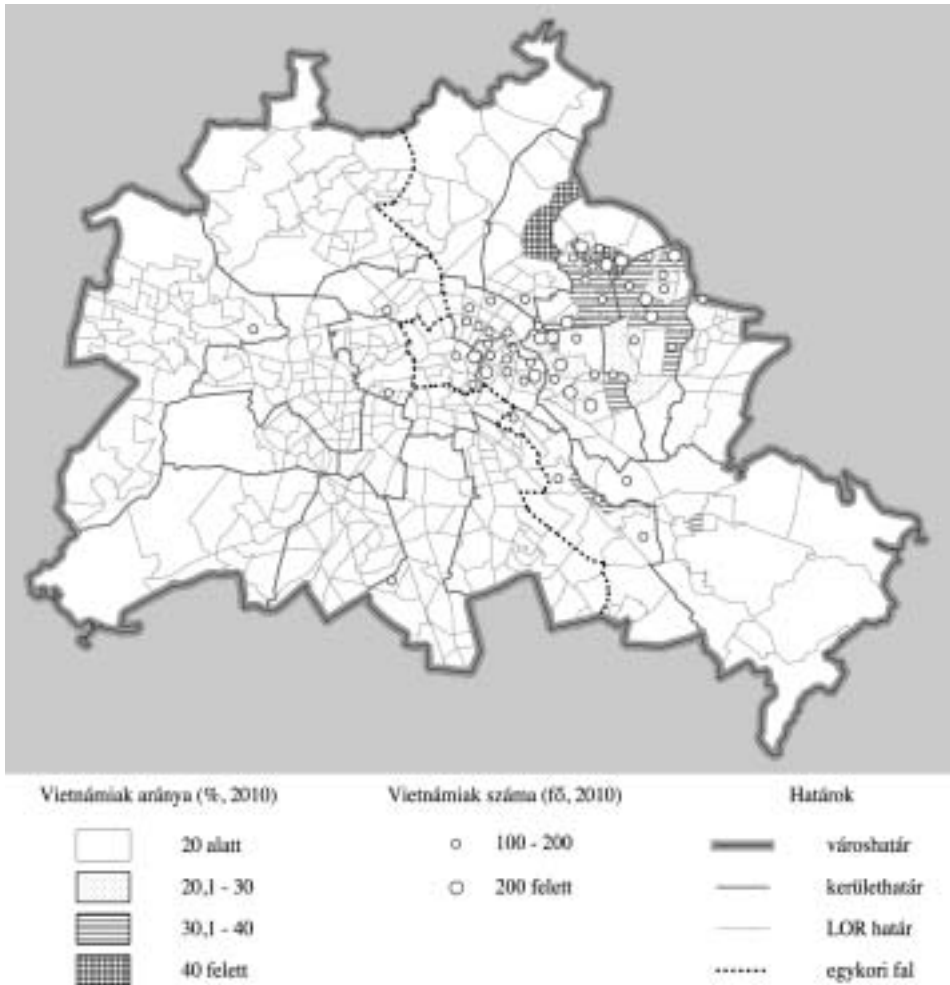 Vietnámiak aránya (%, 2010)
20 alatt
20,1 - 30
30,1 - 40
40 felett
Vietnámiak száma (fő, 2010)
100 - 200
200 felett
Határok
városhatár
kerülethatár
LOR határ
egykori fal